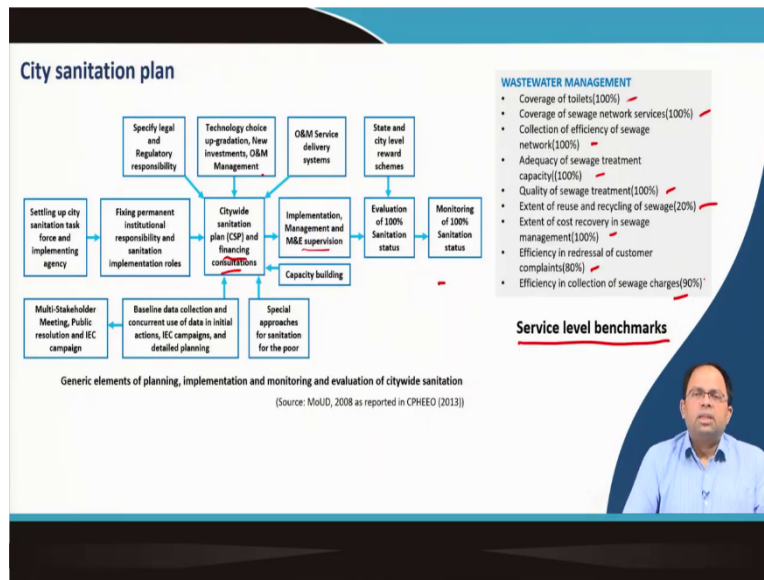 City sanitation plan
Specify legal
and
Regulatory
responsibility
Technology choice
up-gradation, New
investments, O&M
Management
O&M Service
delivery
systems
State and
city level
reward
schemes
Settling up city
sanitation task
force and
implementing
agency
Fixing permanent
institutional
responsibility and
sanitation
implementation roles
Citywide
sanitation
plan (CSP) and
financing
consultations
Implementation,
Management and
M&E supervision
Evaluation
of 100%
Sanitation
status
Monitoring
of 100%
Sanitation
status
Capacity building
Multi-Stakeholder
Meeting, Public
resolution and IEC
campaign
Baseline data collection and
concurrent use of data in initial
actions, IEC campaigns, and
detailed planning
Special
approaches
for sanitation
for the poor
Generic elements of planning, implementation and monitoring and evaluation of citywide sanitation
(Source: MoUD, 2008 as reported in CPHEEO (2013))
WASTEWATER MANAGEMENT
• Coverage of toilets(100%)
• Coverage of sewage network services(100%)
• Collection of efficiency of sewage
network(100%)
• Adequacy of sewage treatment
capacity((100%)
• Quality of sewage treatment(100%)
• Extent of reuse and recycling of sewage(20%)
• Extent of cost recovery in sewage
management(100%)
• Efficiency in redressal of customer
complaints(80%)
• Efficiency in collection of sewage charges(90%)
Service level benchmarks